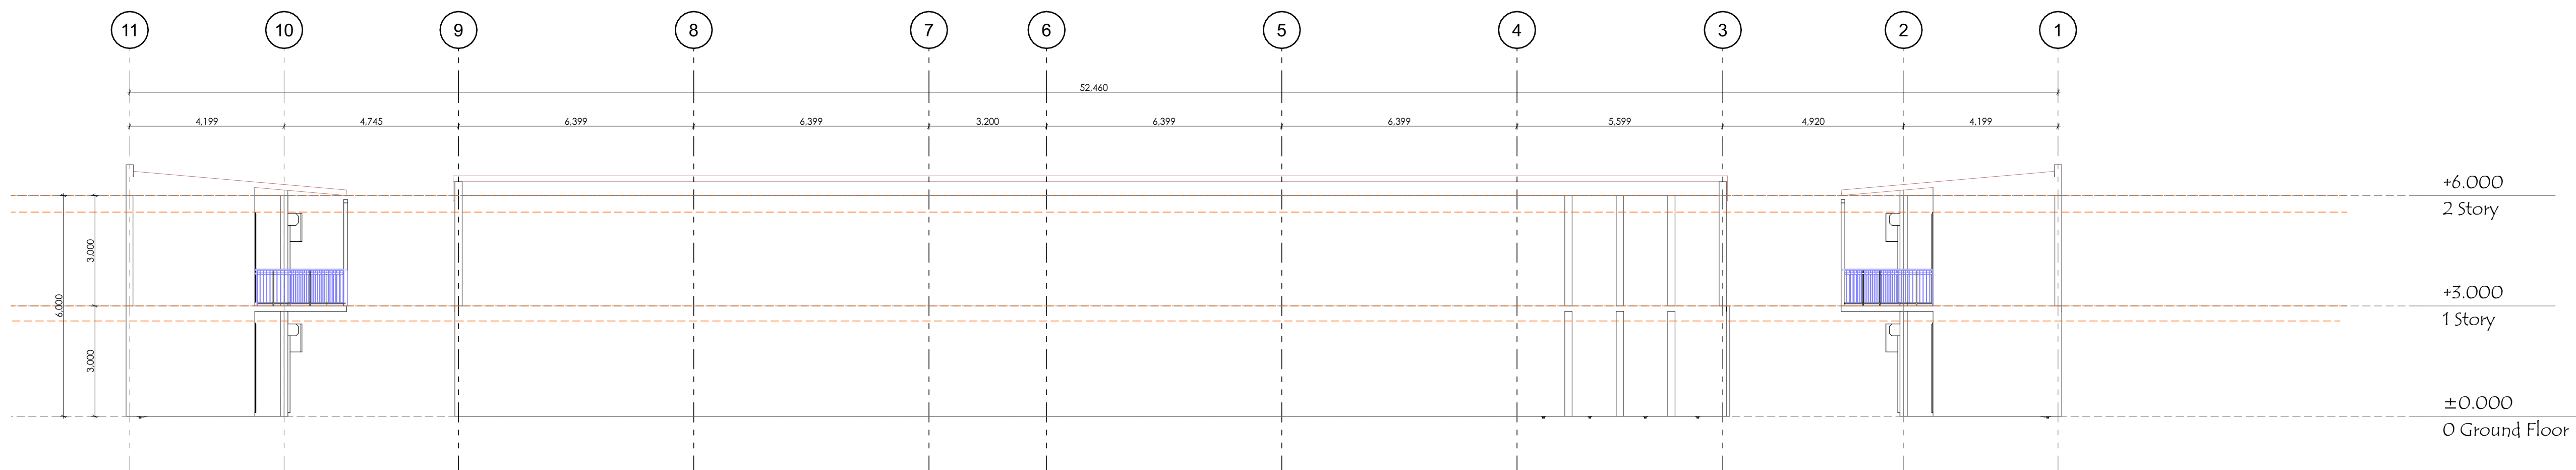 11 10 9 8 7 6 5 4 3 2 1
52,460
4,199 4,745 6,399 6,399 3,200 6,399 6,399 5,599 4,920 4,199
+6.000
2 Story
3,000
6,000
+3.000
1 Story
3,000
±0.000
0 Ground Floor